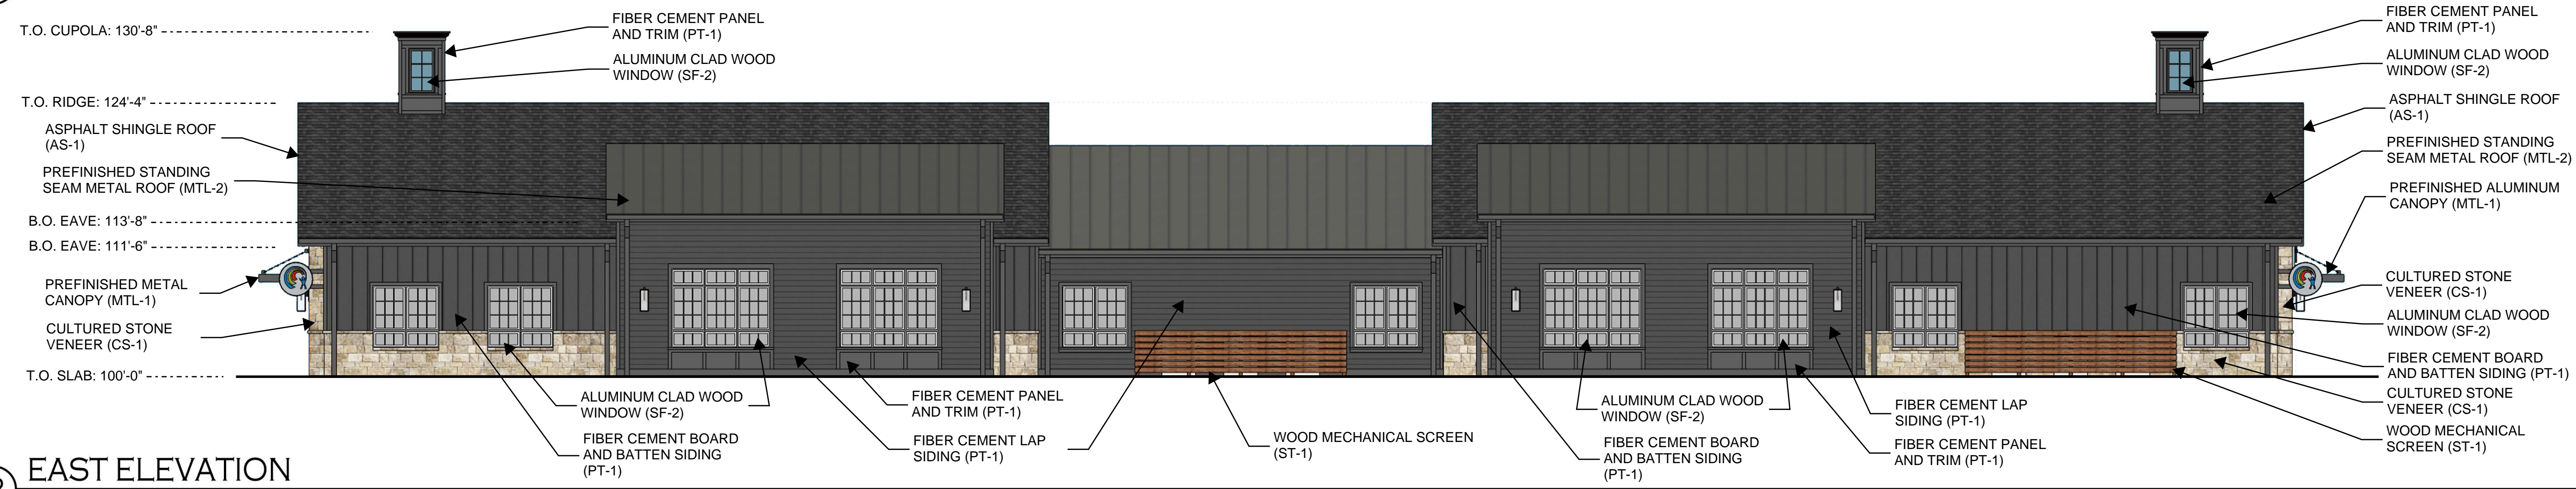 T.O. CUPOLA: 130'-8"
T.O. RIDGE: 124'-4"
ASPHALT SHINGLE ROOF
(AS-1)
PREFINISHED STANDING
SEAM METAL ROOF (MTL-2)
B.O. EAVE: 113'-8"
B.O. EAVE: 111'-6"
PREFINISHED METAL
CANOPY (MTL-1)
CULTURED STONE
VENEER (CS-1)
T.O. SLAB: 100'-0"
FIBER CEMENT PANEL
AND TRIM (PT-1)
ALUMINUM CLAD WOOD
WINDOW (SF-2)
ALUMINUM CLAD WOOD
WINDOW (SF-2)
FIBER CEMENT BOARD
AND BATTEN SIDING
(PT-1)
FIBER CEMENT PANEL
AND TRIM (PT-1)
FIBER CEMENT LAP
SIDING (PT-1)
WOOD MECHANICAL SCREEN
(ST-1)
ALUMINUM CLAD WOOD
WINDOW (SF-2)
FIBER CEMENT BOARD
AND BATTEN SIDING
(PT-1)
FIBER CEMENT LAP
SIDING (PT-1)
FIBER CEMENT PANEL
AND TRIM (PT-1)
FIBER CEMENT PANEL
AND TRIM (PT-1)
ALUMINUM CLAD WOOD
WINDOW (SF-2)
ASPHALT SHINGLE ROOF
(AS-1)
PREFINISHED STANDING
SEAM METAL ROOF (MTL-2)
PREFINISHED ALUMINUM
CANOPY (MTL-1)
CULTURED STONE
VENEER (CS-1)
ALUMINUM CLAD WOOD
WINDOW (SF-2)
FIBER CEMENT BOARD
AND BATTEN SIDING (PT-1)
CULTURED STONE
VENEER (CS-1)
WOOD MECHANICAL
SCREEN (ST-1)
EAST ELEVATION